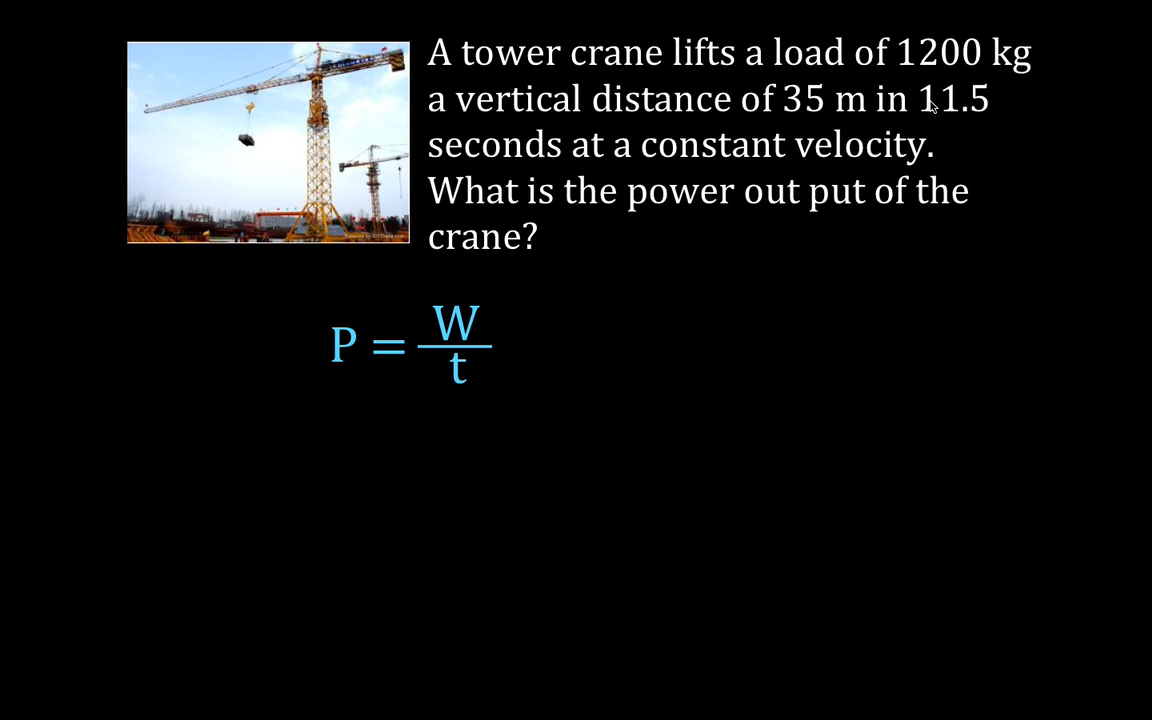 A tower crane lifts a load of 1200 kg
a vertical distance of 35 m in 11.5
seconds at a constant velocity.
What is the power out put of the
crane?
P = W
t